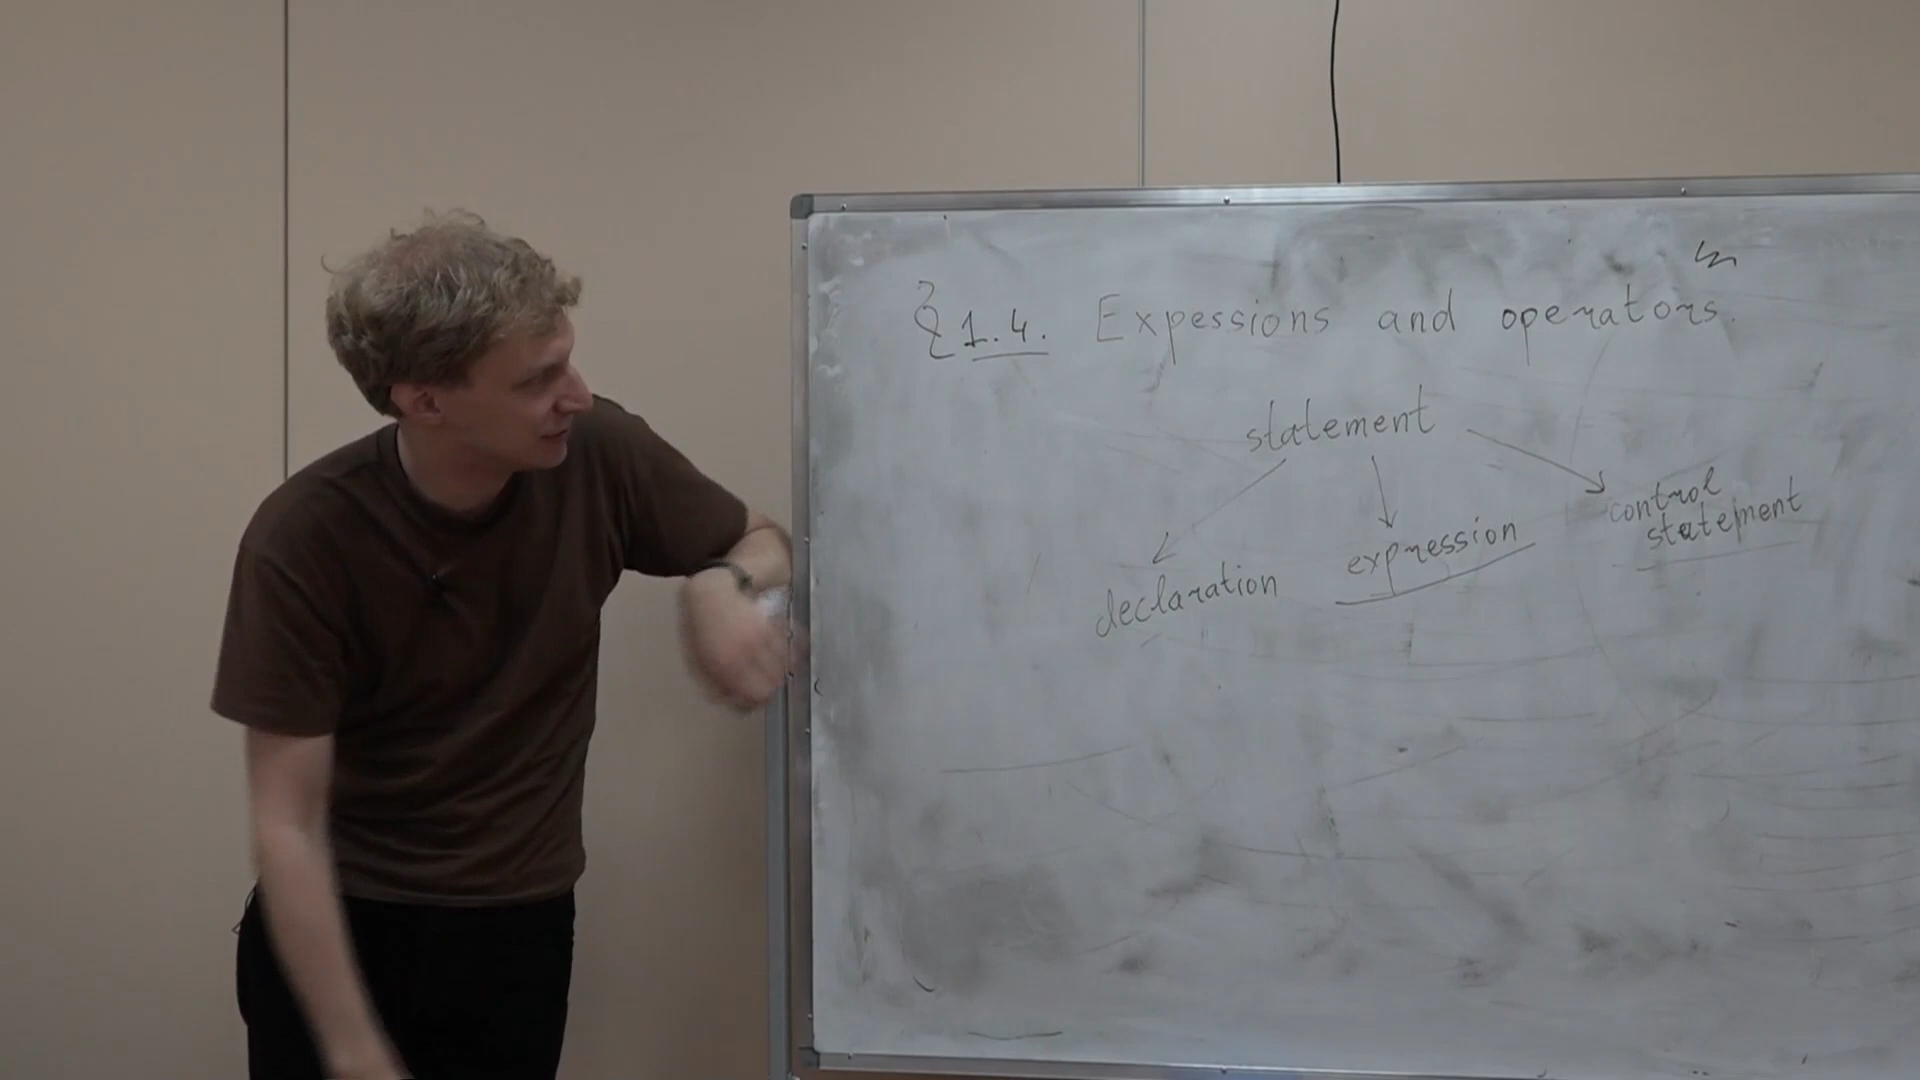 § 1.4. Expessions and operators.
statement
declaration
expression
control
statement